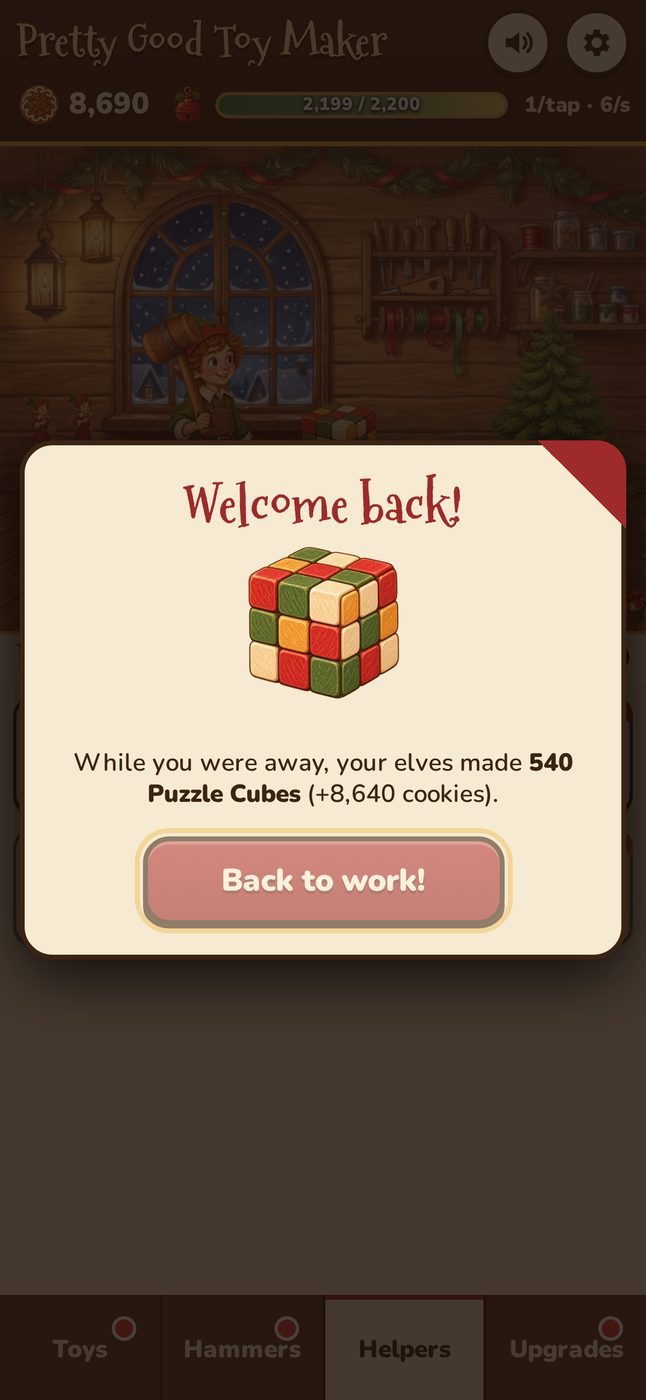 Pretty Good Toy Maker
8,690
2,199 / 2,200
1/tap · 6/s
Welcome back!
While you were away, your elves made 540
Puzzle Cubes (+8,640 cookies).
Back to work!
Toys
Hammers
Helpers
Upgrades